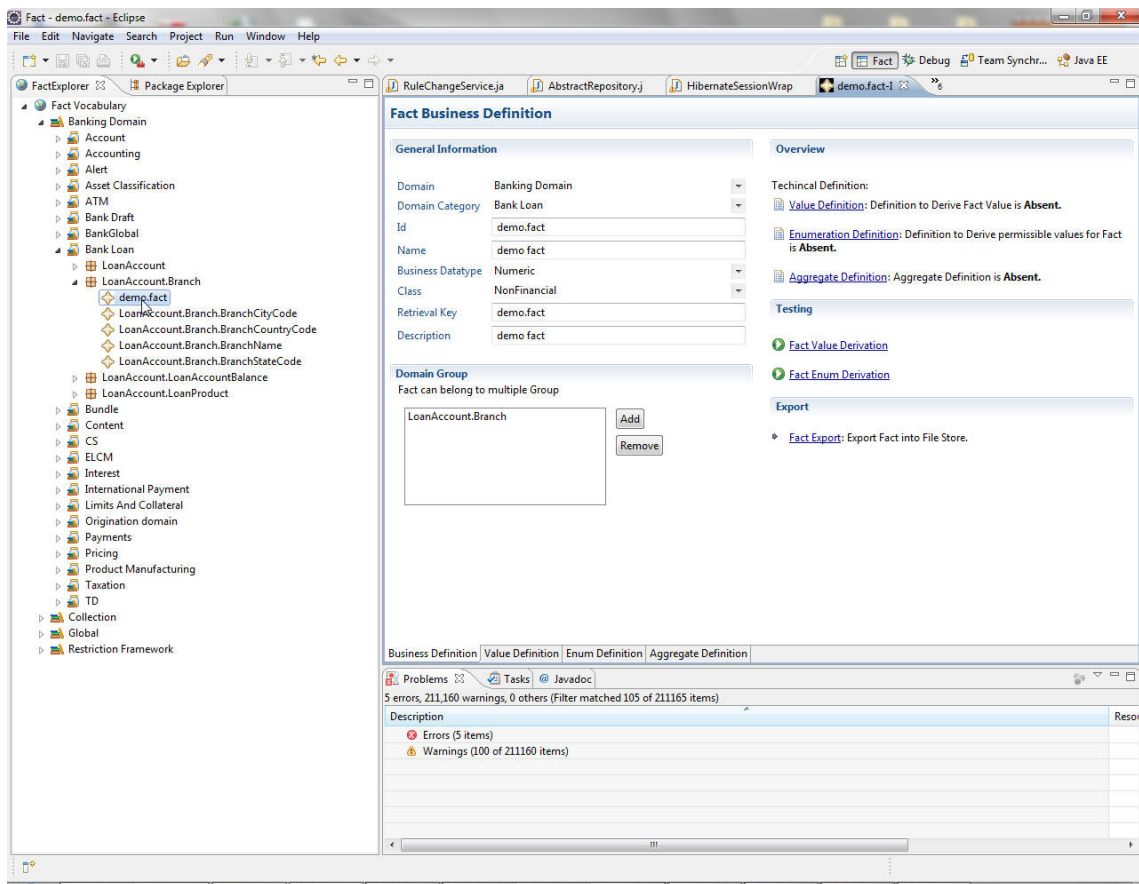 Fact - demo.fact - Eclipse
File Edit Navigate Search Project Run Window Help
Fact Debug Team Synchr... Java EE
FactExplorer Package Explorer
Fact Vocabulary
Banking Domain
Account
Accounting
Alert
Asset Classification
ATM
Bank Draft
BankGlobal
Bank Loan
LoanAccount
LoanAccount.Branch
demo.fact
LoanAccount.Branch.BranchCityCode
LoanAccount.Branch.BranchCountryCode
LoanAccount.Branch.BranchName
LoanAccount.Branch.BranchStateCode
LoanAccount.LoanAccountBalance
LoanAccount.LoanProduct
Bundle
Content
CS
ELCM
Interest
International Payment
Limits And Collateral
Origination domain
Payments
Pricing
Product Manufacturing
Taxation
TD
Collection
Global
Restriction Framework
RuleChangeService.ja AbstractRepository.j HibernateSessionWrap demo.fact-I »6
Fact Business Definition
General Information
Domain Banking Domain
Domain Category Bank Loan
Id demo.fact
Name demo fact
Business Datatype Numeric
Class NonFinancial
Retrieval Key demo.fact
Description demo fact
Domain Group
Fact can belong to multiple Group
LoanAccount.Branch
Add
Remove
Overview
Techincal Definition:
Value Definition: Definition to Derive Fact Value is Absent.
Enumeration Definition: Definition to Derive permissible values for Fact
is Absent.
Aggregate Definition: Aggregate Definition is Absent.
Testing
Fact Value Derivation
Fact Enum Derivation
Export
Fact Export: Export Fact into File Store.
Business Definition Value Definition Enum Definition Aggregate Definition
Problems Tasks @ Javadoc
5 errors, 211,160 warnings, 0 others (Filter matched 105 of 211165 items)
Description Resou
Errors (5 items)
Warnings (100 of 211160 items)